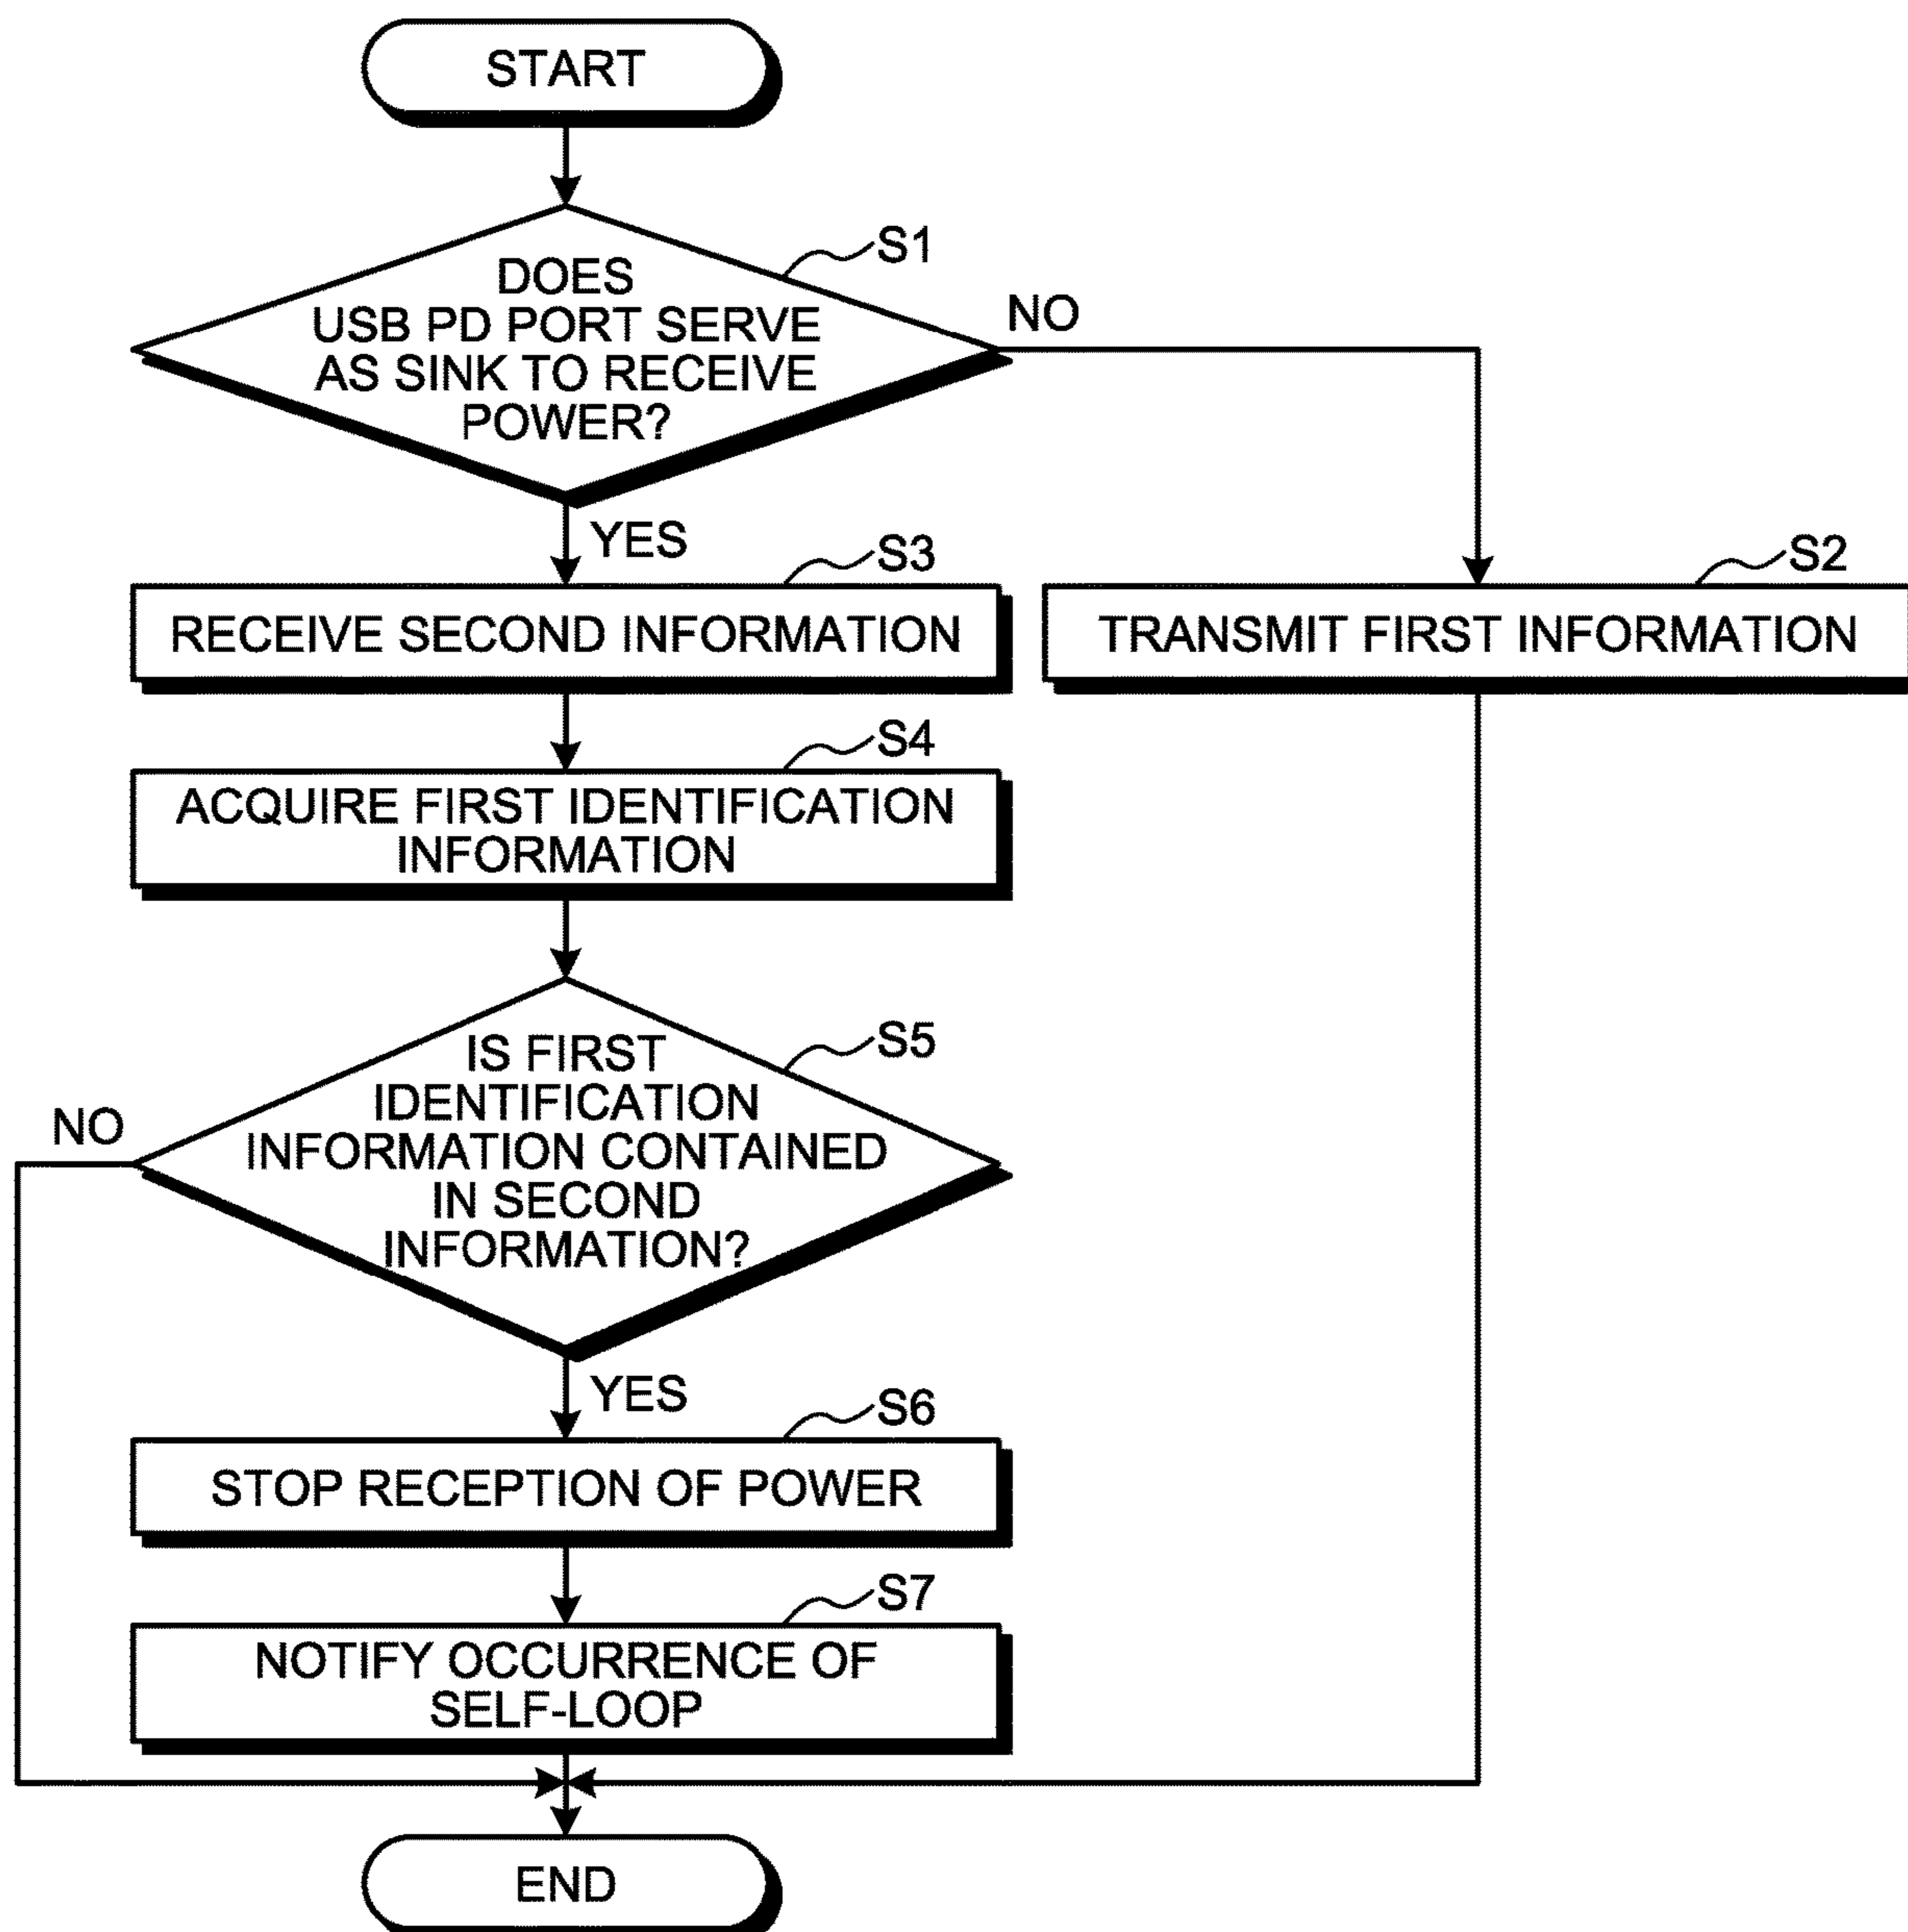 START
S1
DOES
USB PD PORT SERVE
AS SINK TO RECEIVE
POWER?
NO
YES
S3
S2
RECEIVE SECOND INFORMATION
TRANSMIT FIRST INFORMATION
S4
ACQUIRE FIRST IDENTIFICATION
INFORMATION
S5
IS FIRST
IDENTIFICATION
INFORMATION CONTAINED
IN SECOND
INFORMATION?
NO
YES
S6
STOP RECEPTION OF POWER
S7
NOTIFY OCCURRENCE OF
SELF-LOOP
END